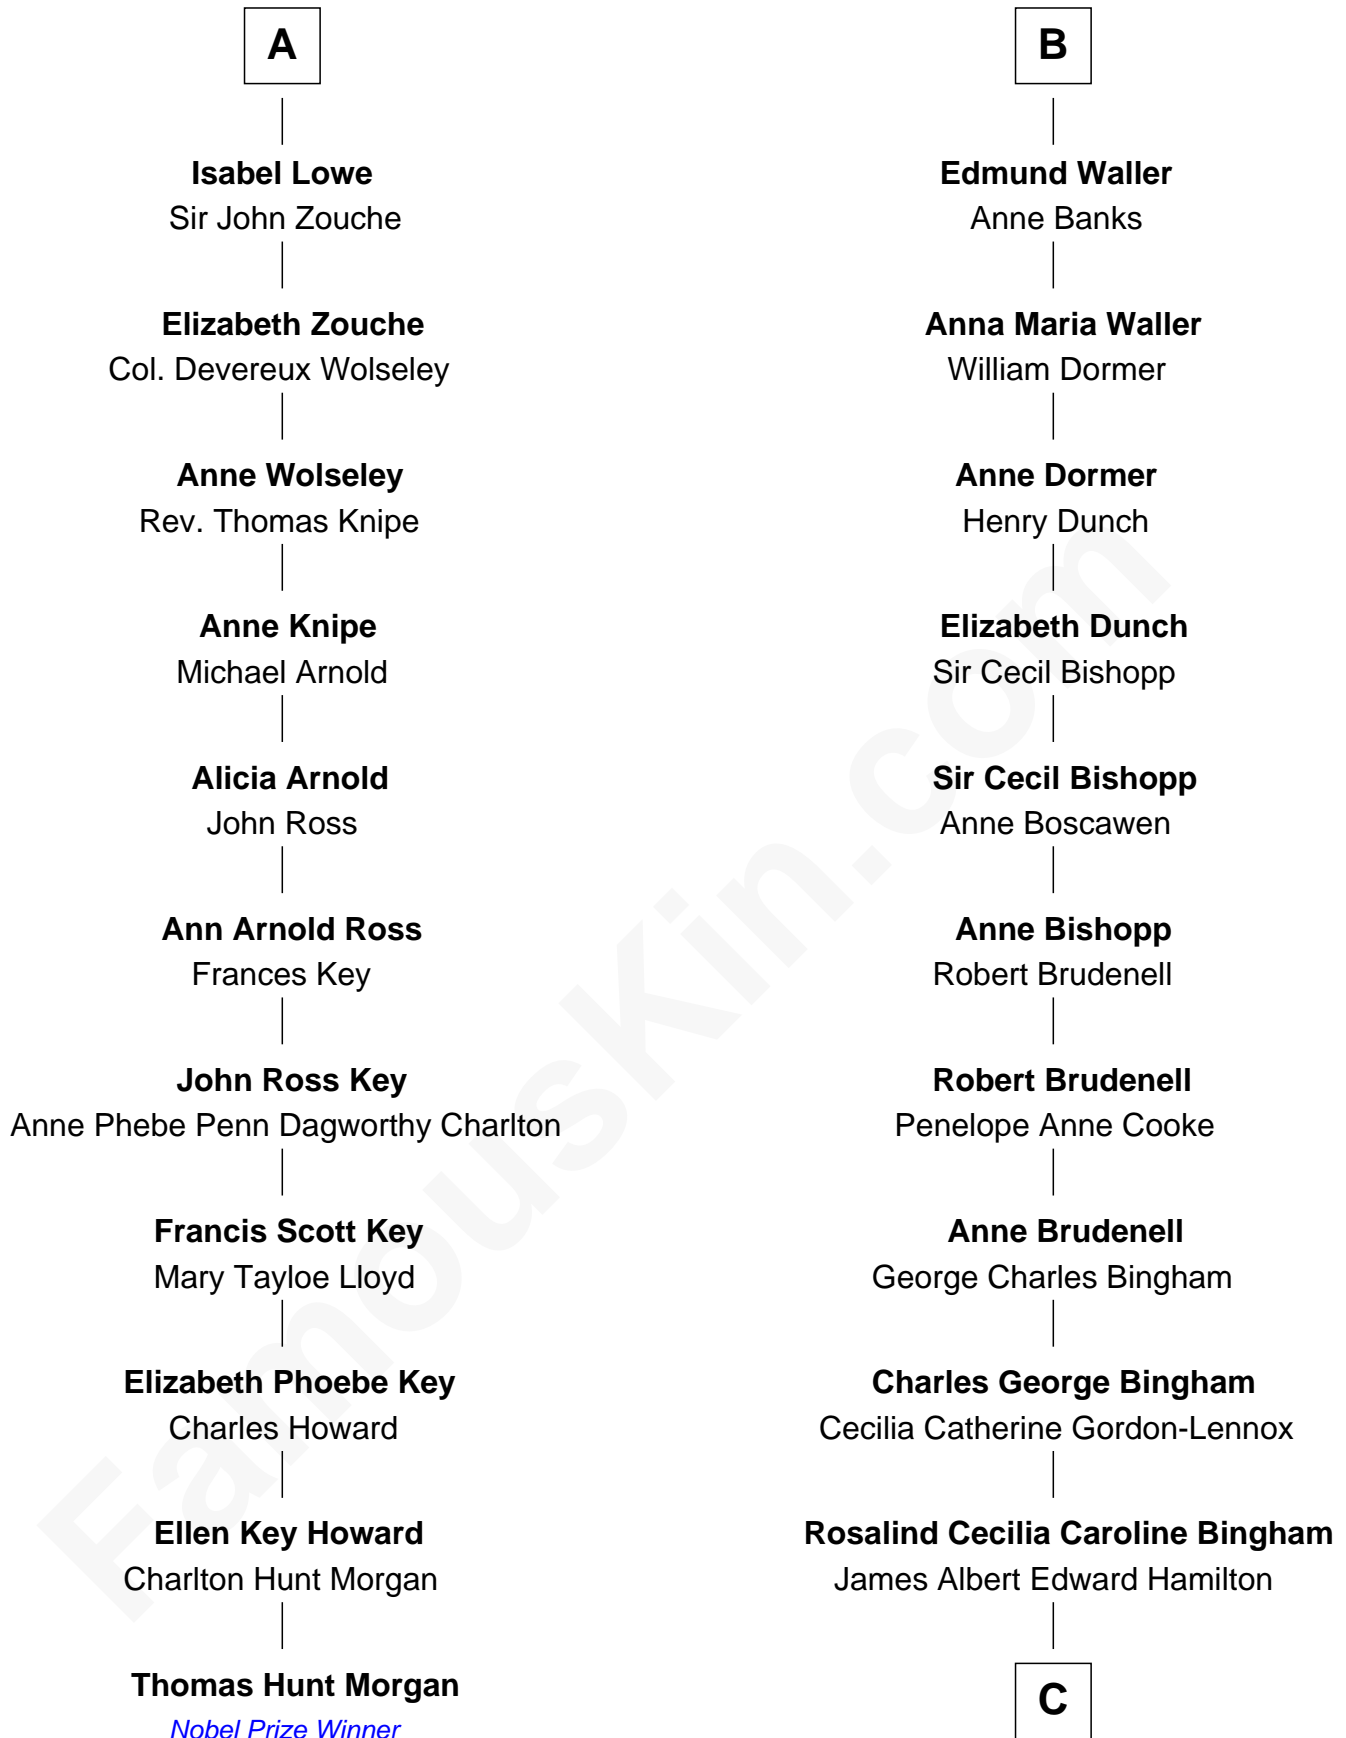 A
Isabel Lowe
Sir John Zouche
Elizabeth Zouche
Col. Devereux Wolseley
Anne Wolseley
Rev. Thomas Knipe
Anne Knipe
Michael Arnold
Alicia Arnold
John Ross
Ann Arnold Ross
Frances Key
John Ross Key
Anne Phebe Penn Dagworthy Charlton
Francis Scott Key
Mary Tayloe Lloyd
Elizabeth Phoebe Key
Charles Howard
Ellen Key Howard
Charlton Hunt Morgan
Thomas Hunt Morgan
Nobel Prize Winner
B
Edmund Waller
Anne Banks
Anna Maria Waller
William Dormer
Anne Dormer
Henry Dunch
Elizabeth Dunch
Sir Cecil Bishopp
Sir Cecil Bishopp
Anne Boscawen
Anne Bishopp
Robert Brudenell
Robert Brudenell
Penelope Anne Cooke
Anne Brudenell
George Charles Bingham
Charles George Bingham
Cecilia Catherine Gordon-Lennox
Rosalind Cecilia Caroline Bingham
James Albert Edward Hamilton
C
FamousKin.com